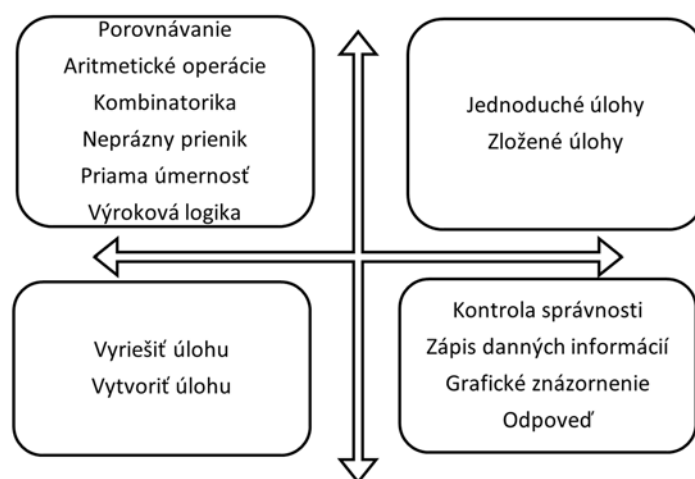 Porovnávanie
Aritmetické operácie
Kombinatorika
Neprázny prienik
Priama úmernosť
Výroková logika
Jednoduché úlohy
Zložené úlohy
Vyriešiť úlohu
Vytvoriť úlohu
Kontrola správnosti
Zápis daných informácií
Grafické znázornenie
Odpoveď